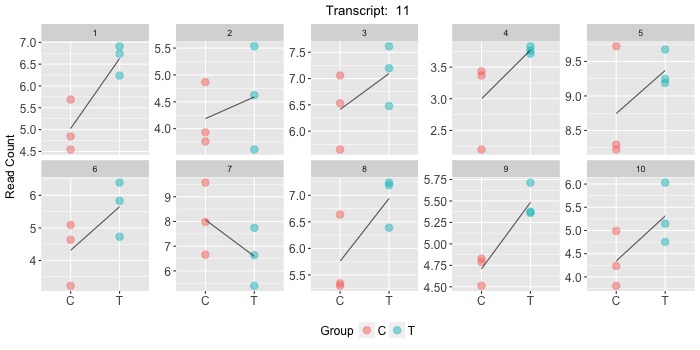 Transcript: 11
Read Count
1 2 3 4 5
7.0 6.5 6.0 5.5 5.0 4.5
5.5 5.0 4.5 4.0
7.5 7.0 6.5 6.0
3.5 3.0 2.5
9.5 9.0 8.5
6 7 8 9 10
6 5 4
9 8 7 6
7.0 6.5 6.0 5.5
5.75 5.50 5.25 5.00 4.75 4.50
6.0 5.5 5.0 4.5 4.0
C T C T C T C T C T
Group C T